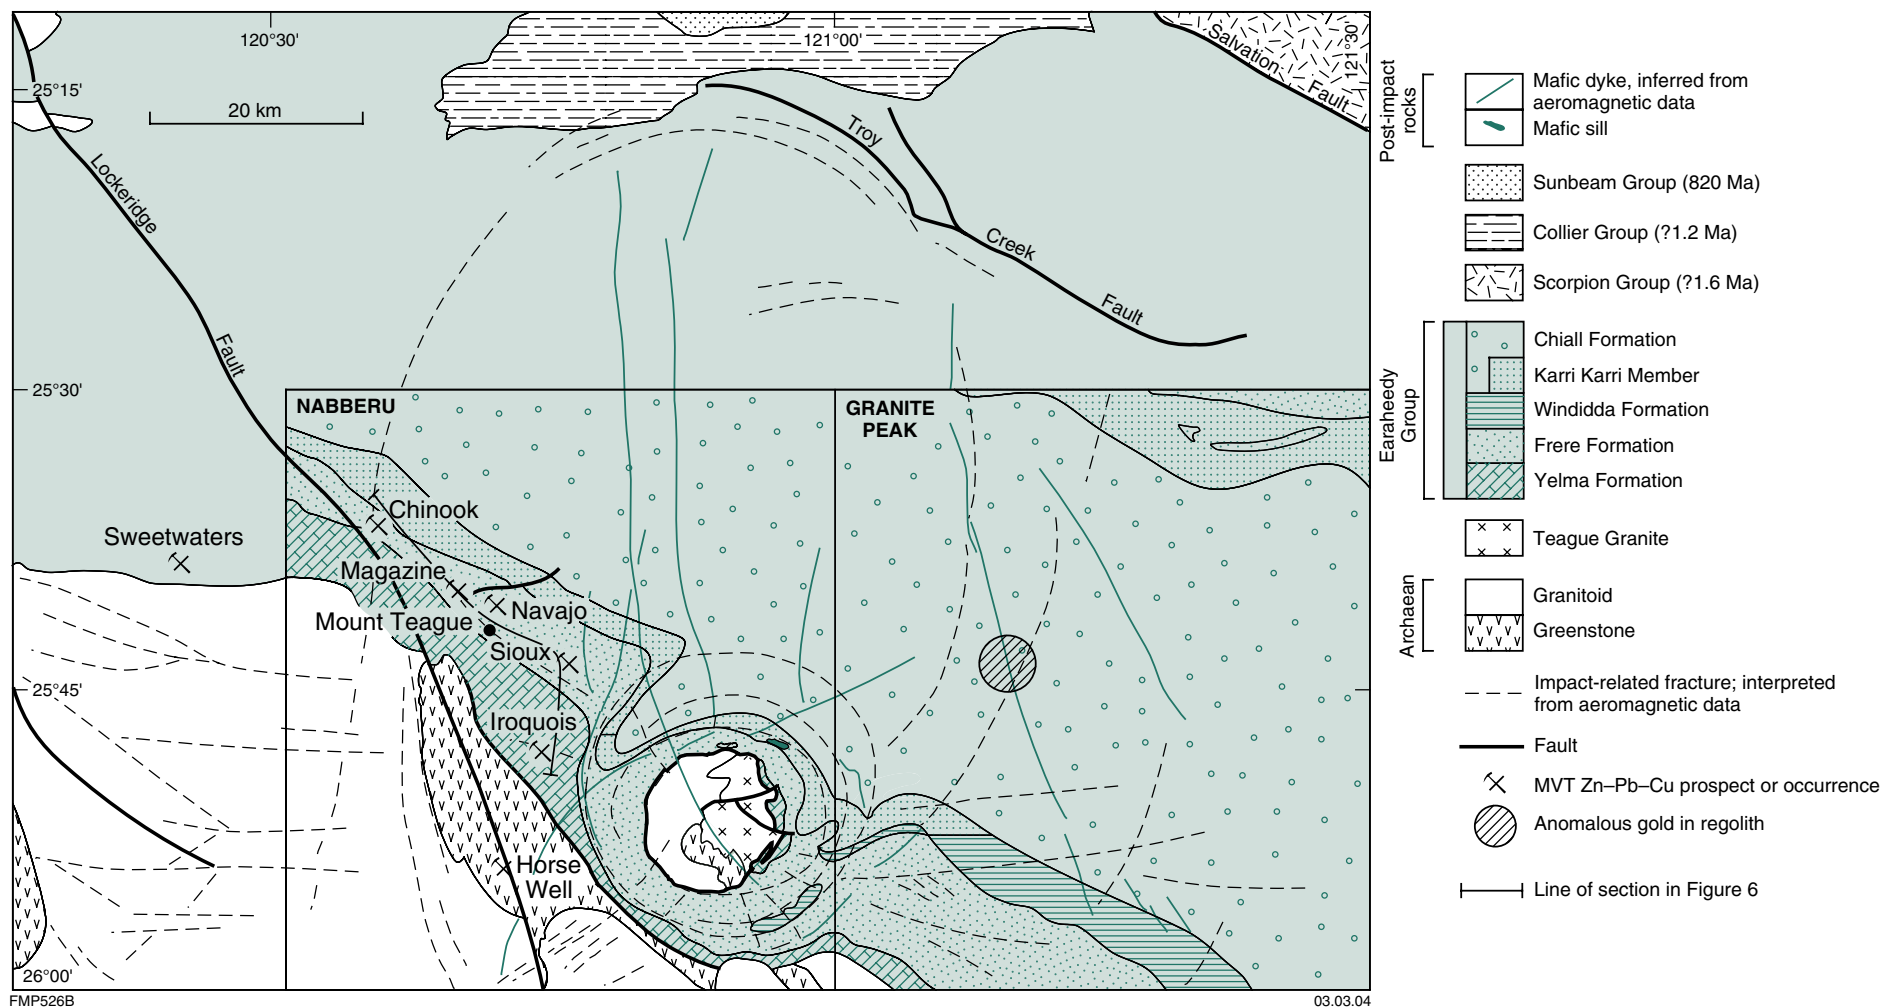 120°30'
121°00'
121°30'
25°15'
20 km
Salvation
Fault
Troy
Creek
Fault
Lockeridge
Fault
25°30'
NABBERU
GRANITE
PEAK
Chinook
Sweetwaters
Magazine
Navajo
Mount Teague
Sioux
25°45'
Iroquois
Horse
Well
26°00'
FMP526B
03.03.04
Post-impact
rocks
Mafic dyke, inferred from
aeromagnetic data
Mafic sill
Sunbeam Group (820 Ma)
Collier Group (?1.2 Ma)
Scorpion Group (?1.6 Ma)
Earaheedy
Group
Chiall Formation
Karri Karri Member
Windidda Formation
Frere Formation
Yelma Formation
Teague Granite
Archaean
Granitoid
Greenstone
Impact-related fracture; interpreted
from aeromagnetic data
Fault
MVT Zn–Pb–Cu prospect or occurrence
Anomalous gold in regolith
Line of section in Figure 6